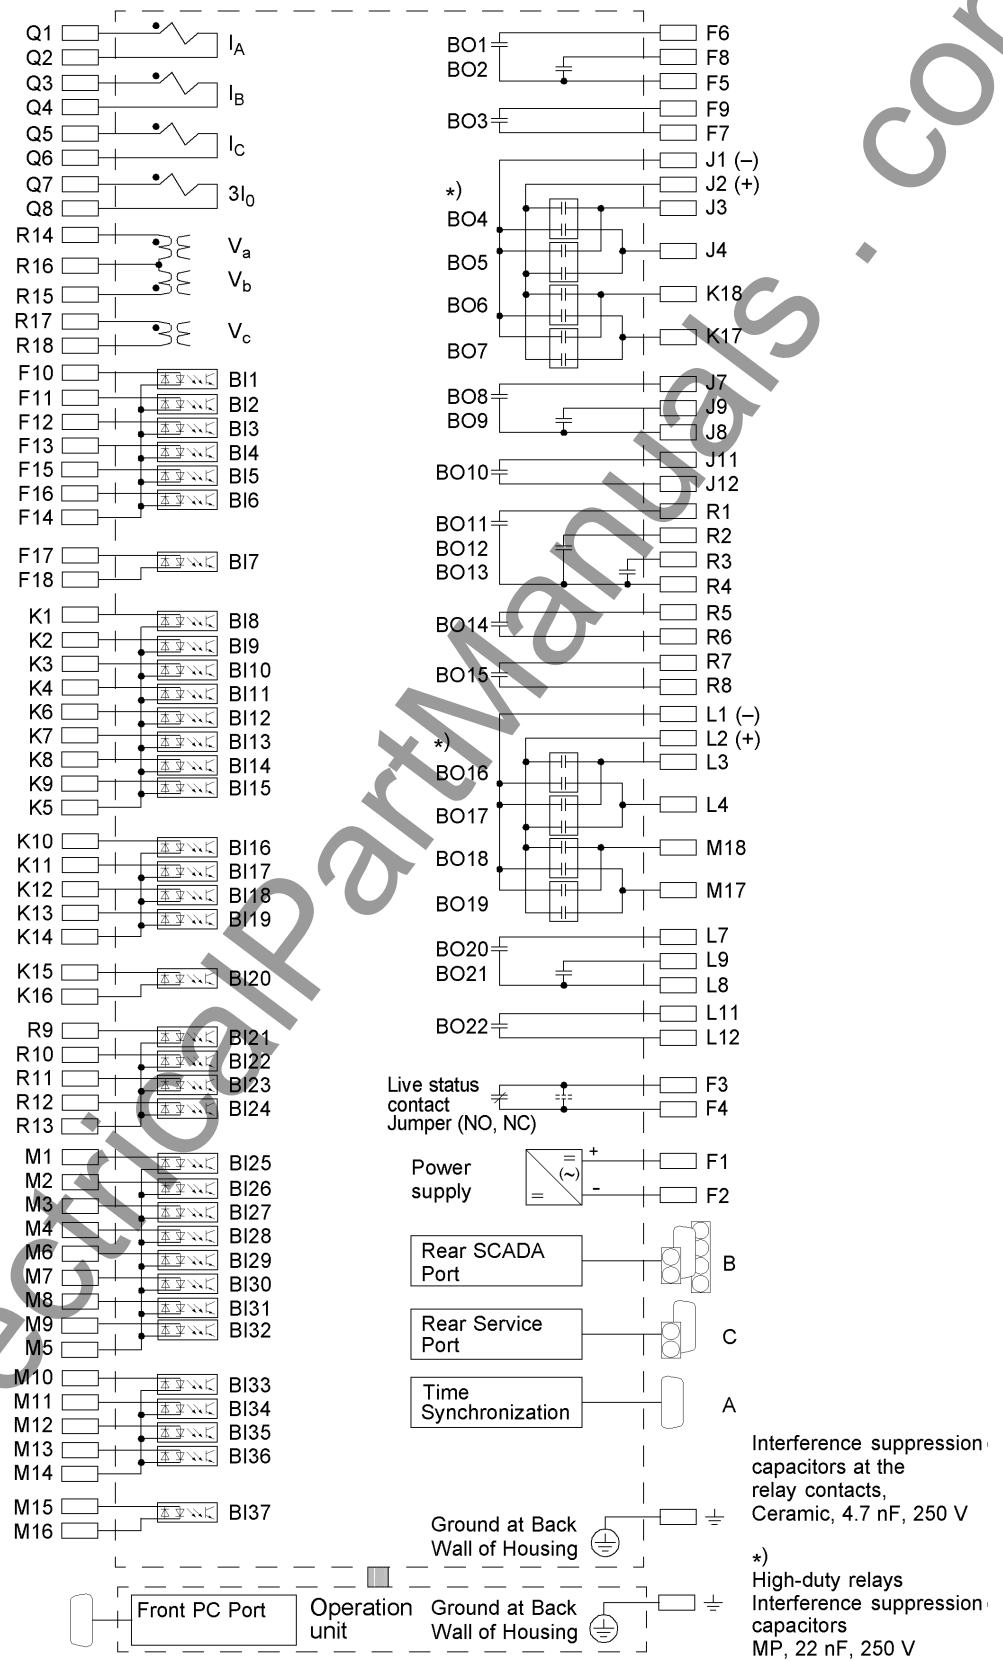 Q1
Q2
I A
Q3
Q4
I B
Q5
Q6
I C
Q7
Q8
3I 0
R14
R16
R15
V a
V b
R17
R18
V c
F10
F11
F12
F13
F15
F16
F14
BI1
BI2
BI3
BI4
BI5
BI6
F17
F18
BI7
K1
K2
K3
K4
K6
K7
K8
K9
K5
BI8
BI9
BI10
BI11
BI12
BI13
BI14
BI15
K10
K11
K12
K13
K14
BI16
BI17
BI18
BI19
K15
K16
BI20
R9
R10
R11
R12
R13
BI21
BI22
BI23
BI24
M1
M2
M3
M4
M6
M7
M8
M9
M5
BI25
BI26
BI27
BI28
BI29
BI30
BI31
BI32
M10
M11
M12
M13
M14
BI33
BI34
BI35
BI36
M15
M16
BI37
BO1
BO2
F6
F8
F5
BO3
F9
F7
*)
BO4
BO5
BO6
BO7
J1 (–)
J2 (+)
J3
J4
K18
K17
BO8
BO9
J7
J9
J8
BO10
J11
J12
BO11
BO12
BO13
R1
R2
R3
R4
BO14
R5
R6
BO15
R7
R8
*)
BO16
BO17
BO18
BO19
L1 (–)
L2 (+)
L3
L4
M18
M17
BO20
BO21
L7
L9
L8
BO22
L11
L12
Live status
contact
Jumper (NO, NC)
F3
F4
Power
supply
=
(~)
=
+
-
F1
F2
Rear SCADA
Port
B
Rear Service
Port
C
Time
Synchronization
A
Ground at Back
Wall of Housing
Interference suppression
capacitors at the
relay contacts,
Ceramic, 4.7 nF, 250 V
Front PC Port
Operation
unit
Ground at Back
Wall of Housing
*)
High-duty relays
Interference suppression
capacitors
MP, 22 nF, 250 V
ectricalPartManuals . co